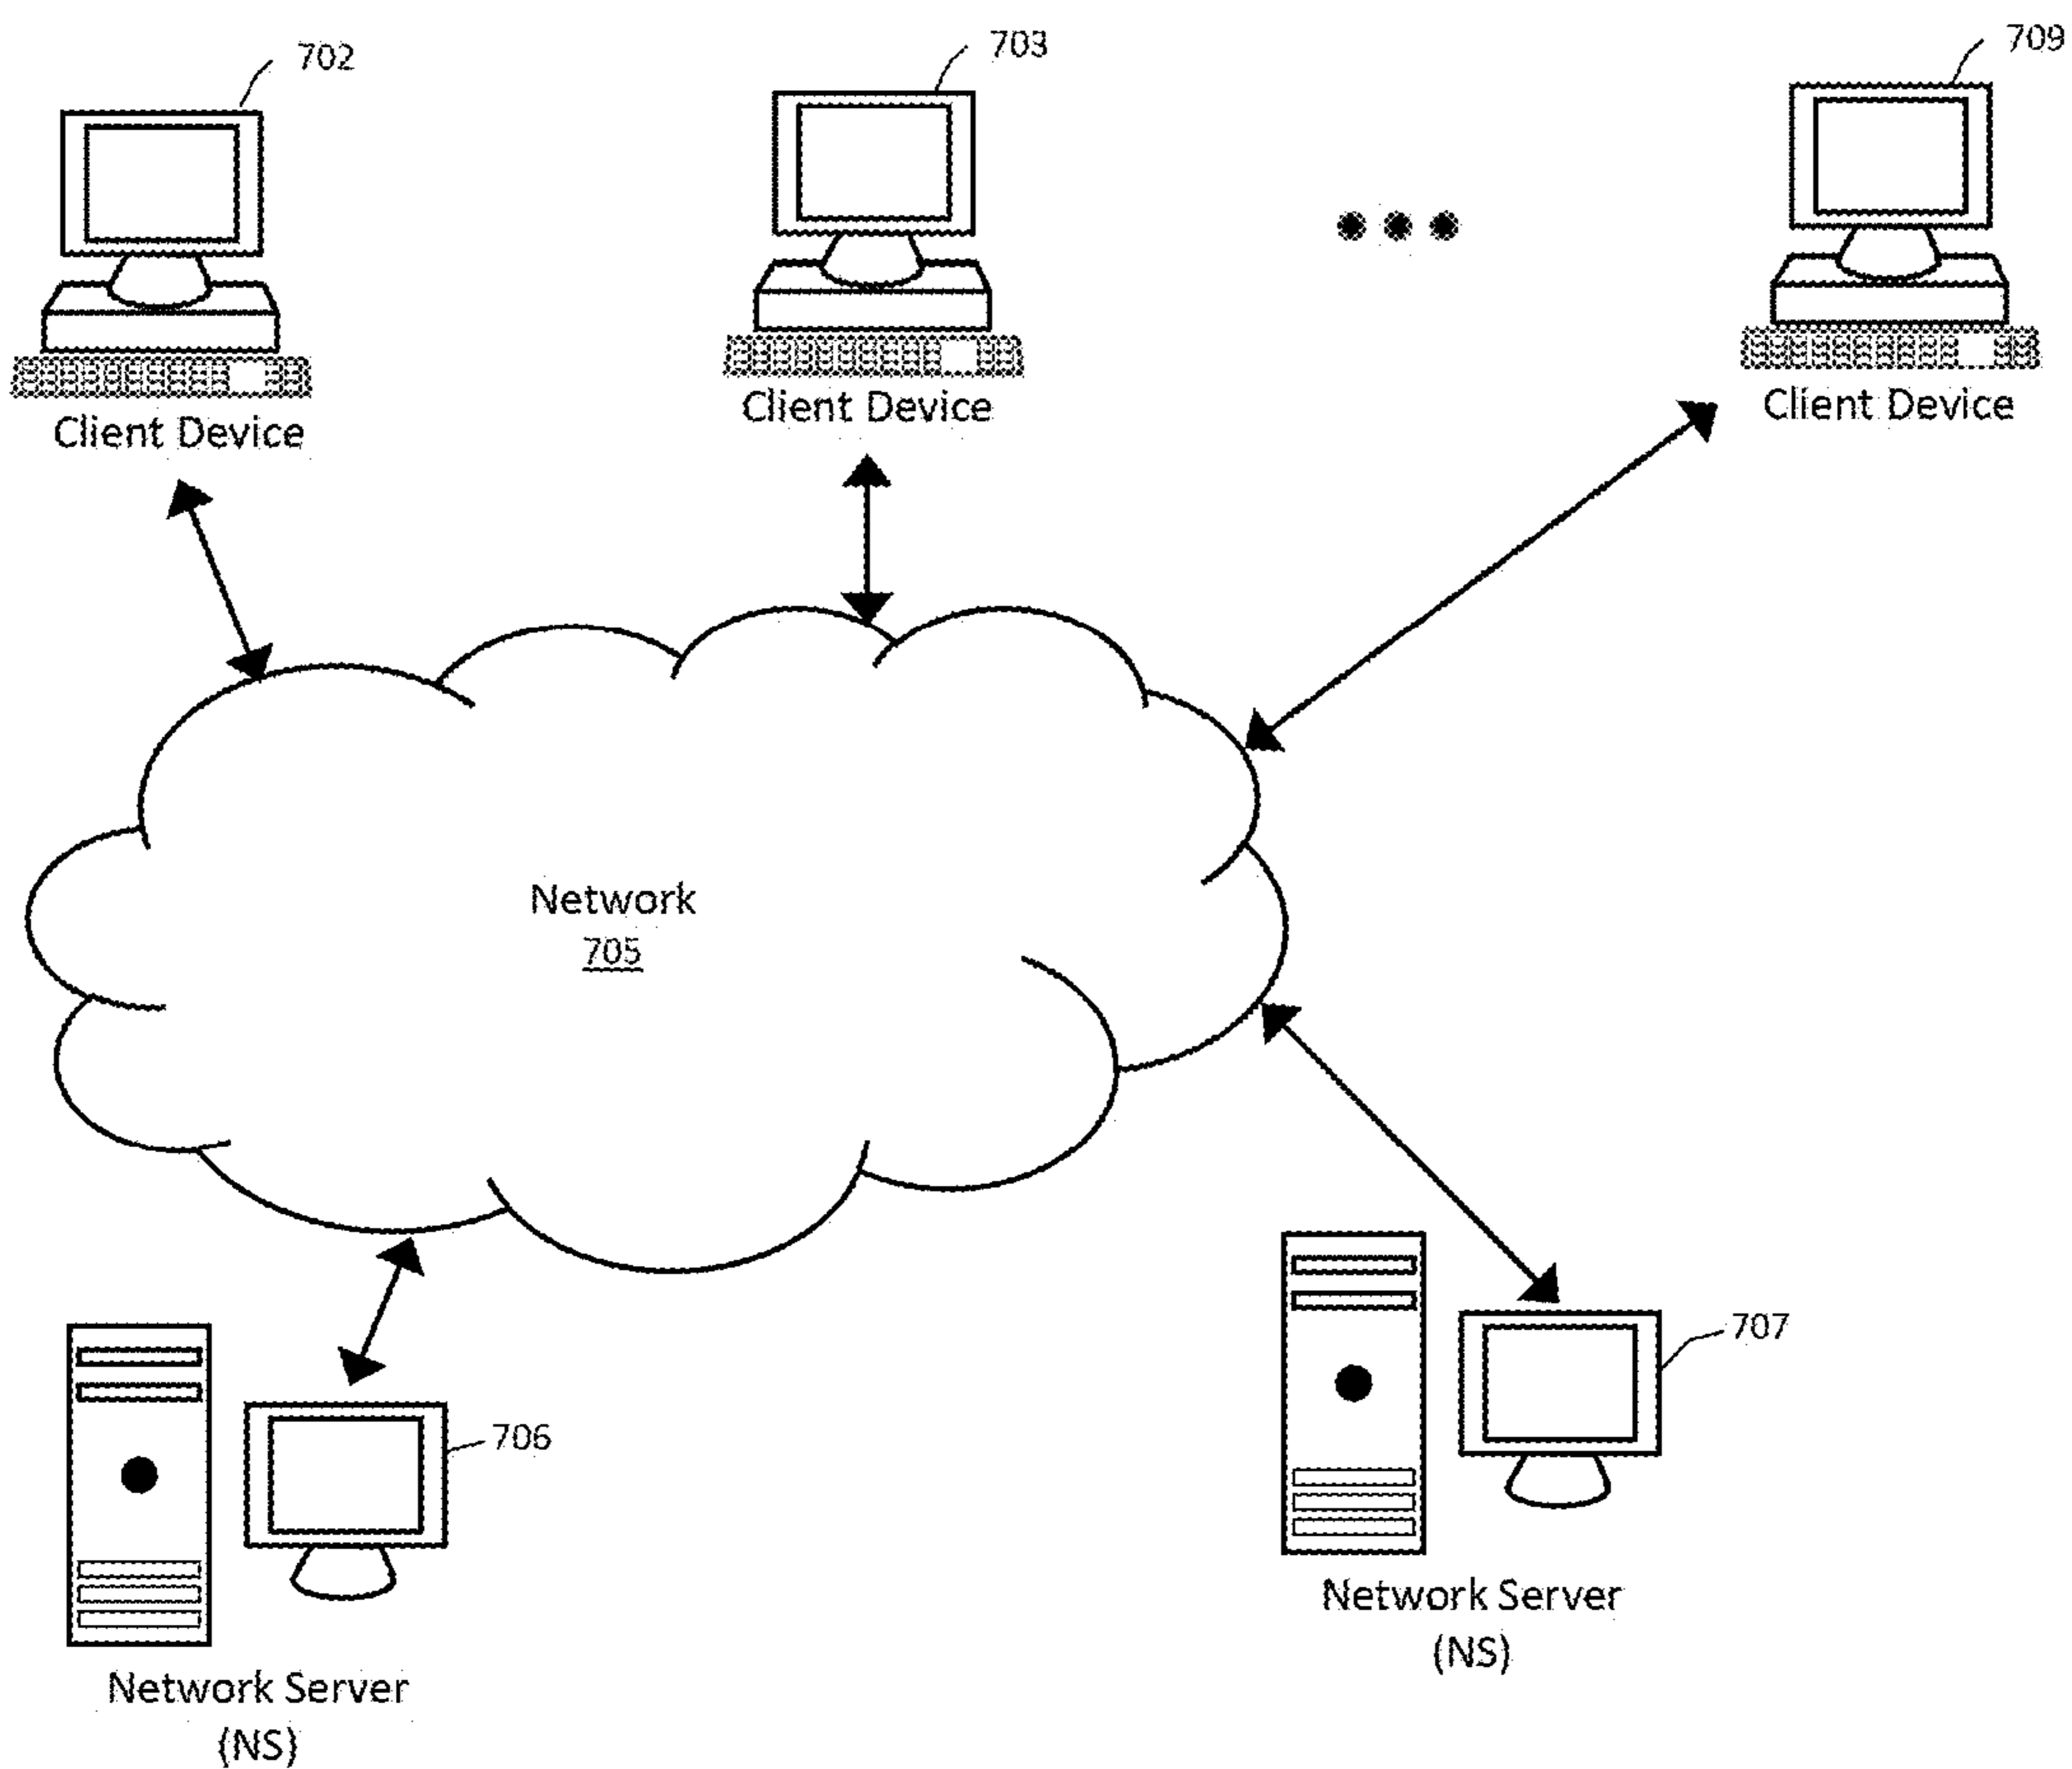 702
703
709
Client Device
Client Device
Client Device
Network
705
707
706
Network Server
(NS)
Network Server
(NS)